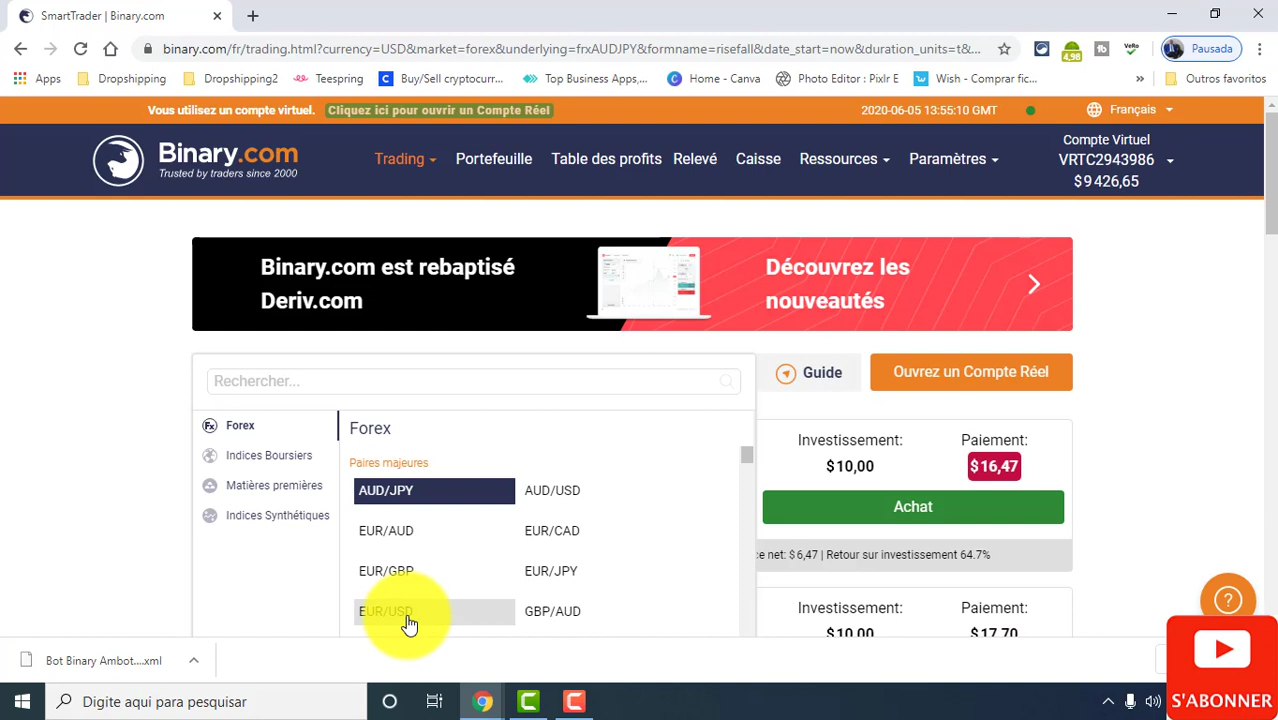 SmartTrader | Binary.com
binary.com/fr/trading.html?currency=USD&market=forex&underlying=frxAUDJPY&formname=risefall&date_start=now&duration_units=t&...
4,98
VeRo
Pausada
Apps
Dropshipping
Dropshipping2
Teespring
Buy/Sell cryptocurr...
Top Business Apps,...
Home - Canva
Photo Editor : Pixlr E
Wish - Comprar fic...
»
Outros favoritos
Vous utilisez un compte virtuel. Cliquez ici pour ouvrir un Compte Réel
2020-06-05 13:55:10 GMT
Français
Binary.com
Trusted by traders since 2000
Trading
Portefeuille
Table des profits
Relevé
Caisse
Ressources
Paramètres
Compte Virtuel
VRTC2943986
$9 426,65
Binary.com est rebaptisé
Deriv.com
Découvrez les
nouveautés
Rechercher...
Guide
Ouvrez un Compte Réel
Forex
Indices Boursiers
Matières premières
Indices Synthétiques
Forex
Paires majeures
AUD/JPY
AUD/USD
EUR/AUD
EUR/CAD
EUR/GBP
EUR/JPY
EUR/USD
GBP/AUD
Investissement:
Paiement:
$10,00
$16,47
Achat
ce net: $6,47 | Retour sur investissement 64.7%
Investissement:
Paiement:
$10,00
$17,70
Bot Binary Ambot....xml
Digite aqui para pesquisar
S'ABONNER